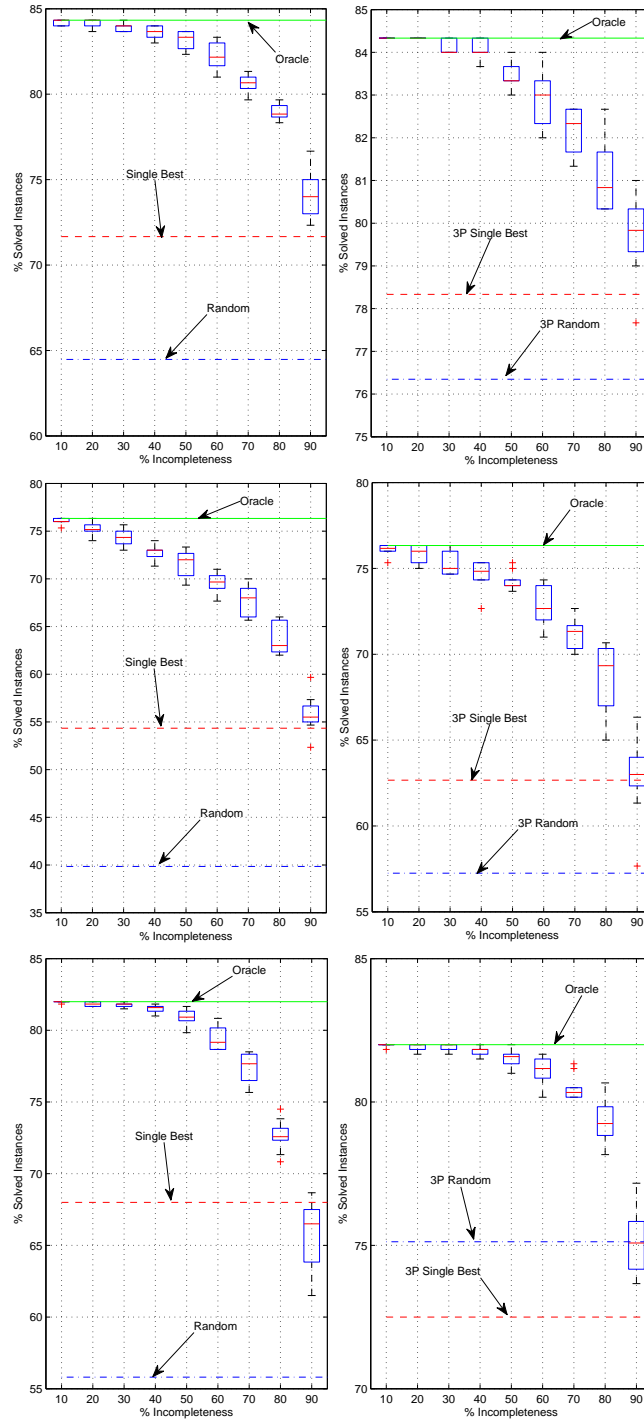 85
80
75
70
65
60
10 20 30 40 50 60 70 80 90
% Incompleteness
% Solved Instances
Oracle
Single Best
Random
85
84
83
82
81
80
79
78
77
76
75
10 20 30 40 50 60 70 80 90
% Incompleteness
% Solved Instances
Oracle
3P Single Best
3P Random
80
75
70
65
60
55
50
45
40
35
10 20 30 40 50 60 70 80 90
% Incompleteness
% Solved Instances
Oracle
Single Best
Random
80
75
70
65
60
55
10 20 30 40 50 60 70 80 90
% Incompleteness
% Solved Instances
Oracle
3P Single Best
3P Random
85
80
75
70
65
60
55
10 20 30 40 50 60 70 80 90
% Incompleteness
% Solved Instances
Oracle
Single Best
Random
85
80
75
70
10 20 30 40 50 60 70 80 90
% Incompleteness
% Solved Instances
Oracle
3P Random
3P Single Best